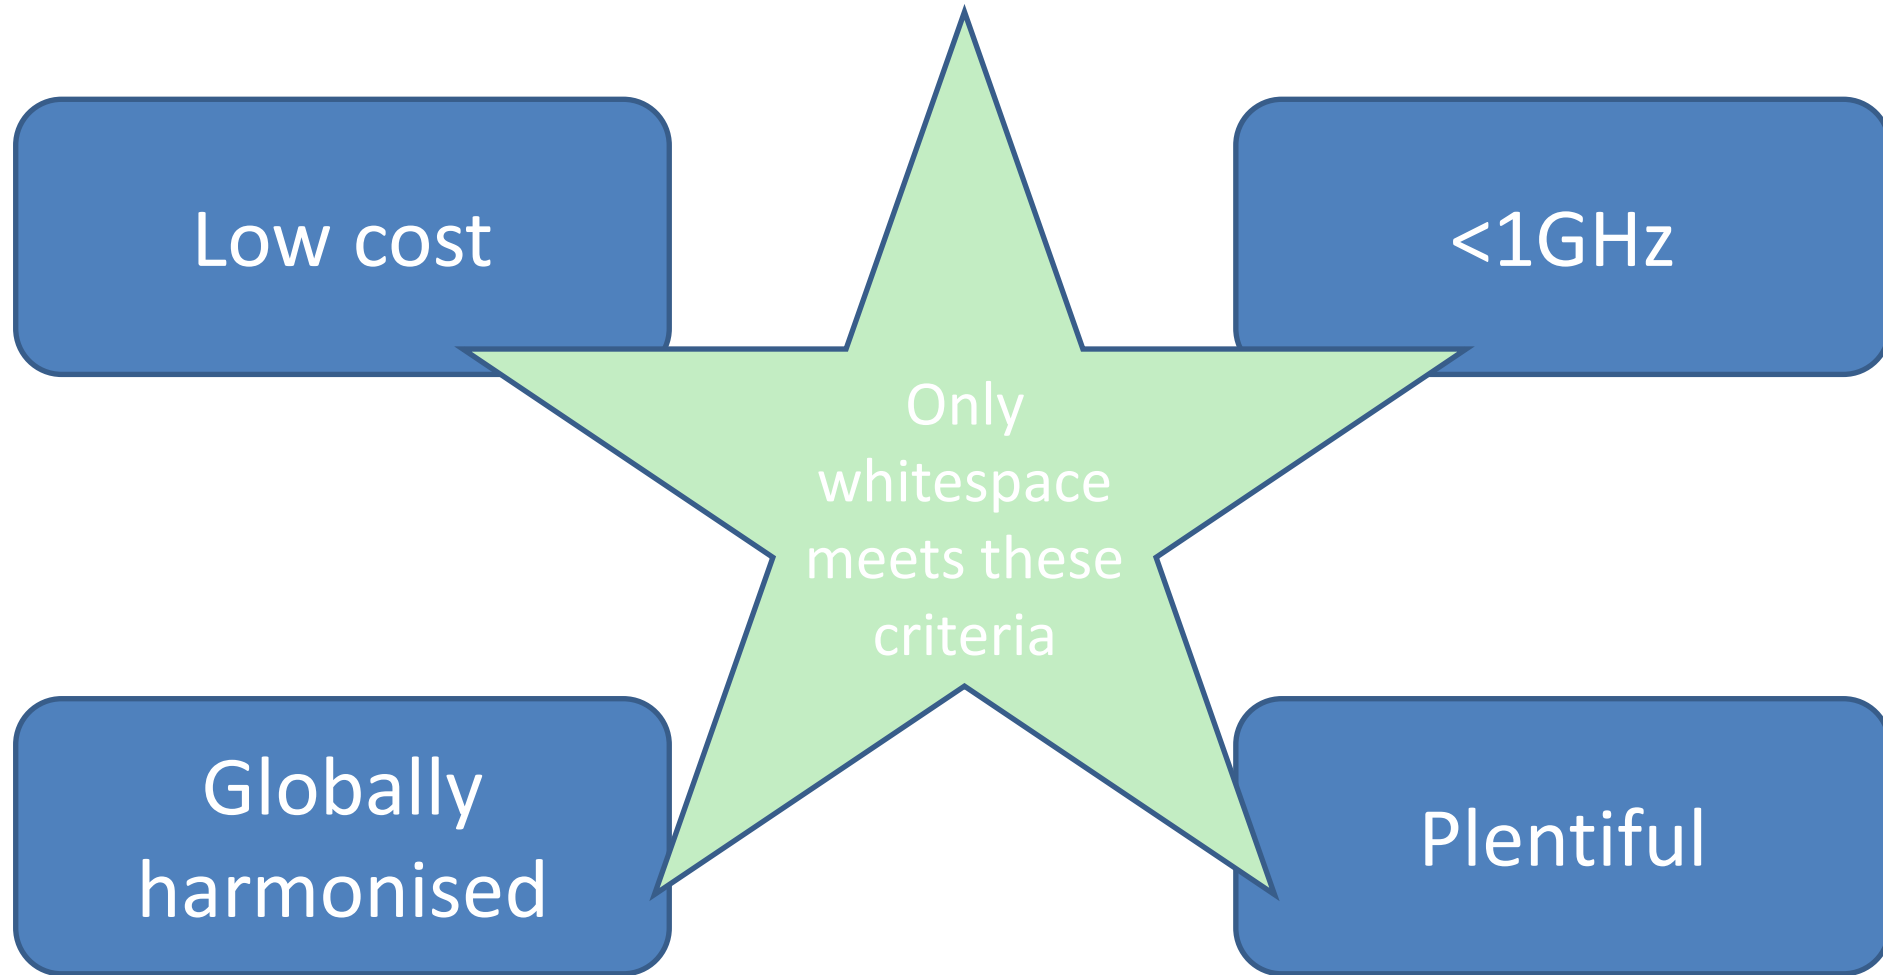 Low cost
<1GHz
Only
whitespace
meets these
criteria
Globally
harmonised
Plentiful